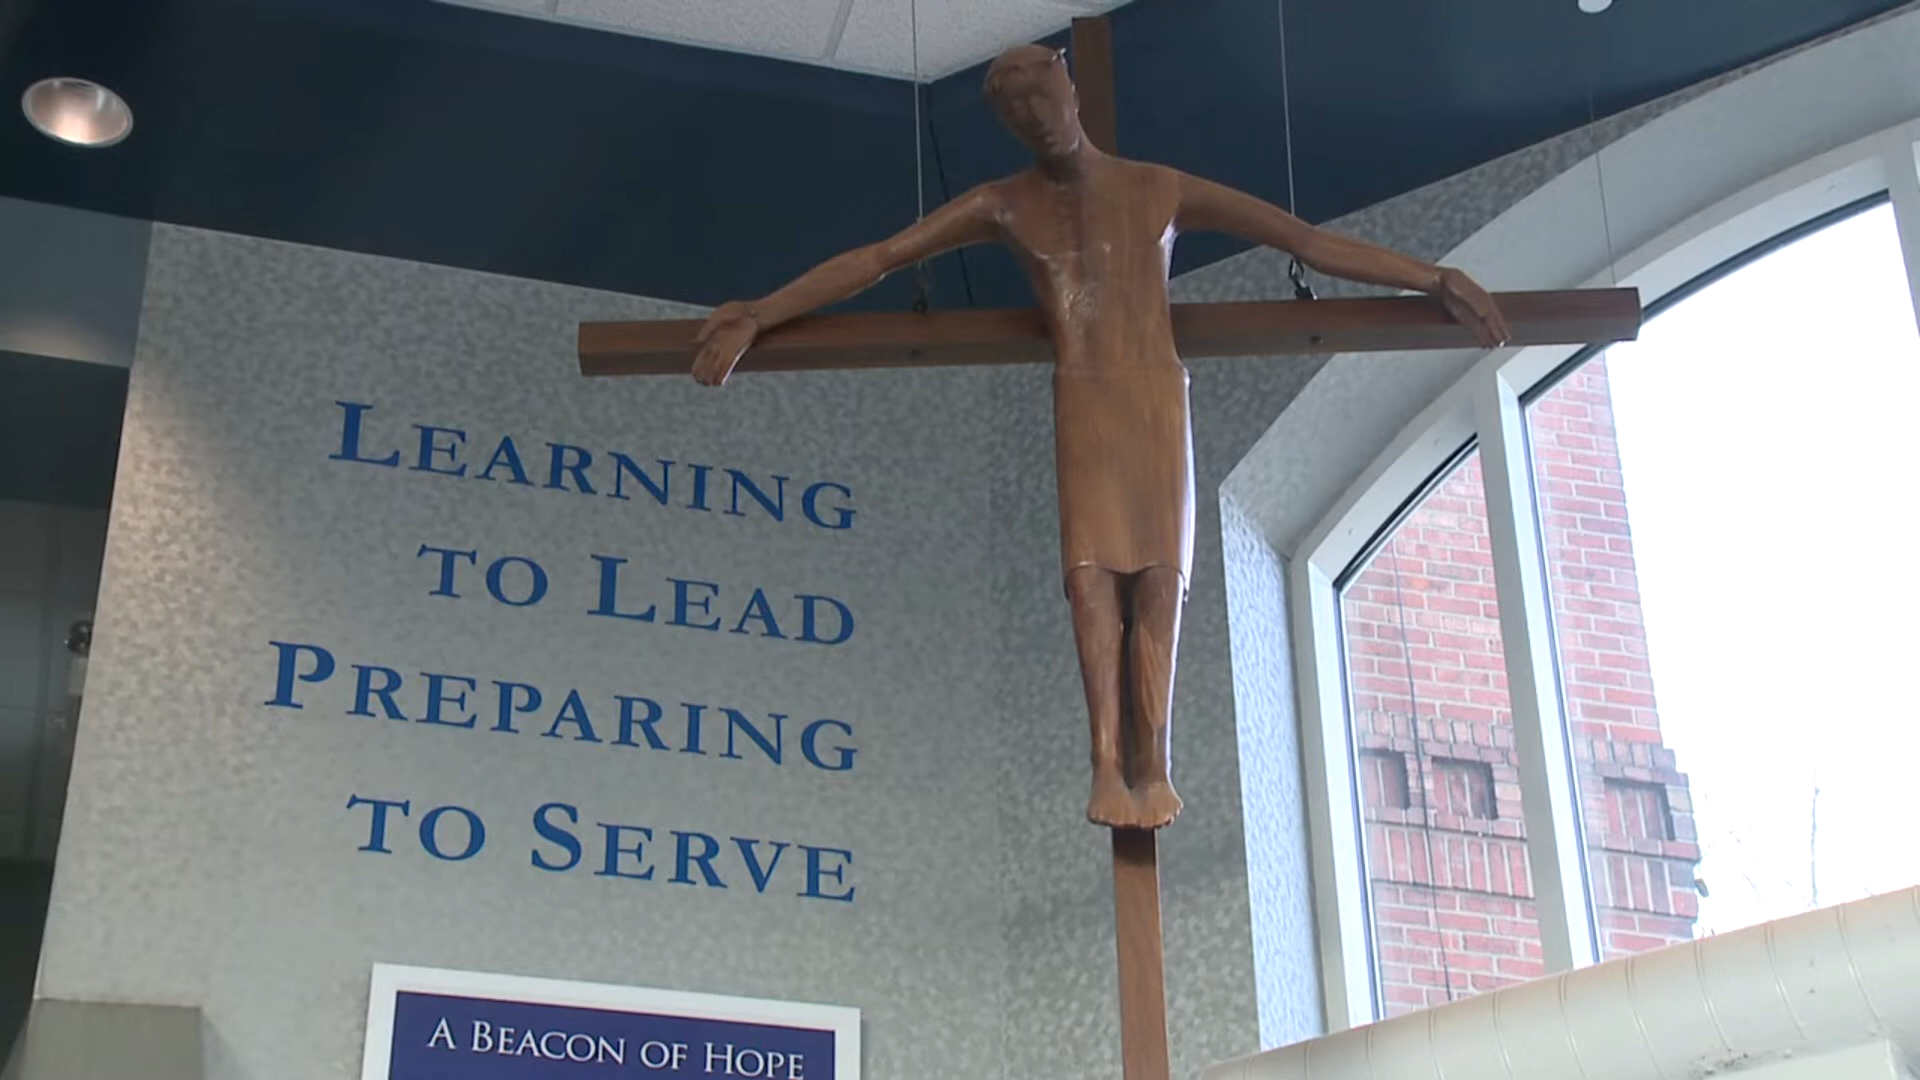 LEARNING
TO LEAD
PREPARING
TO SERVE
A BEACON OF HOPE